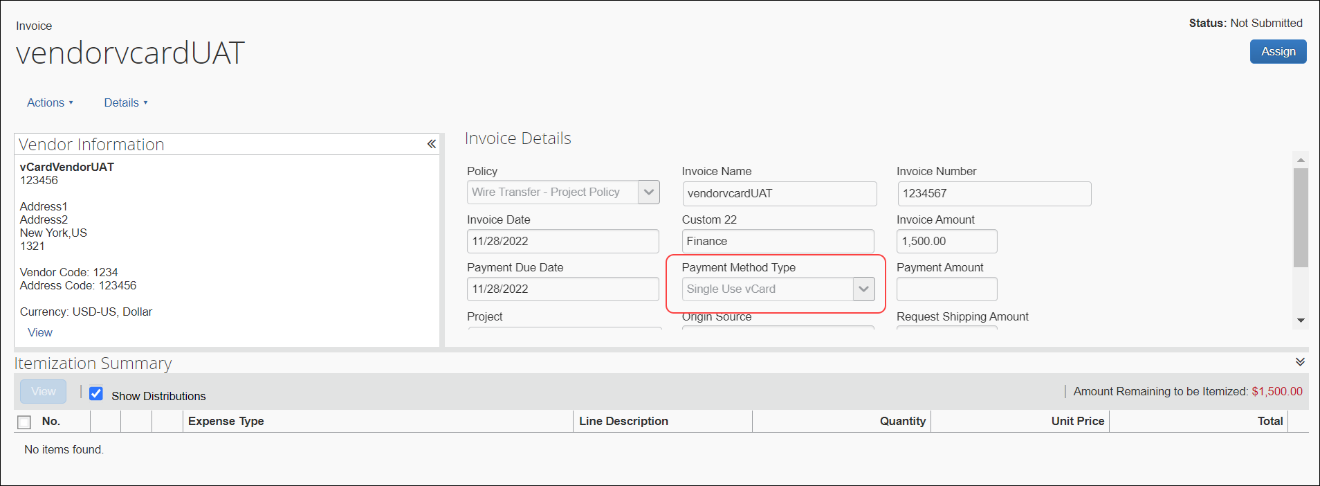 Invoice
Status: Not Submitted
vendorvcardUAT
Assign
Actions
Details
Vendor Information
vCardVendorUAT
123456
Address1
Address2
New York,US
1321
Vendor Code: 1234
Address Code: 123456
Currency: USD-US, Dollar
View
Invoice Details
Policy
Wire Transfer - Project Policy
Invoice Name
vendorvcardUAT
Invoice Number
1234567
Invoice Date
11/28/2022
Custom 22
Finance
Invoice Amount
1,500.00
Payment Due Date
11/28/2022
Payment Method Type
Single Use vCard
Payment Amount
Project
Origin Source
Request Shipping Amount
Itemization Summary
View
Show Distributions
Amount Remaining to be Itemized: $1,500.00
No. Expense Type Line Description Quantity Unit Price Total
No items found.